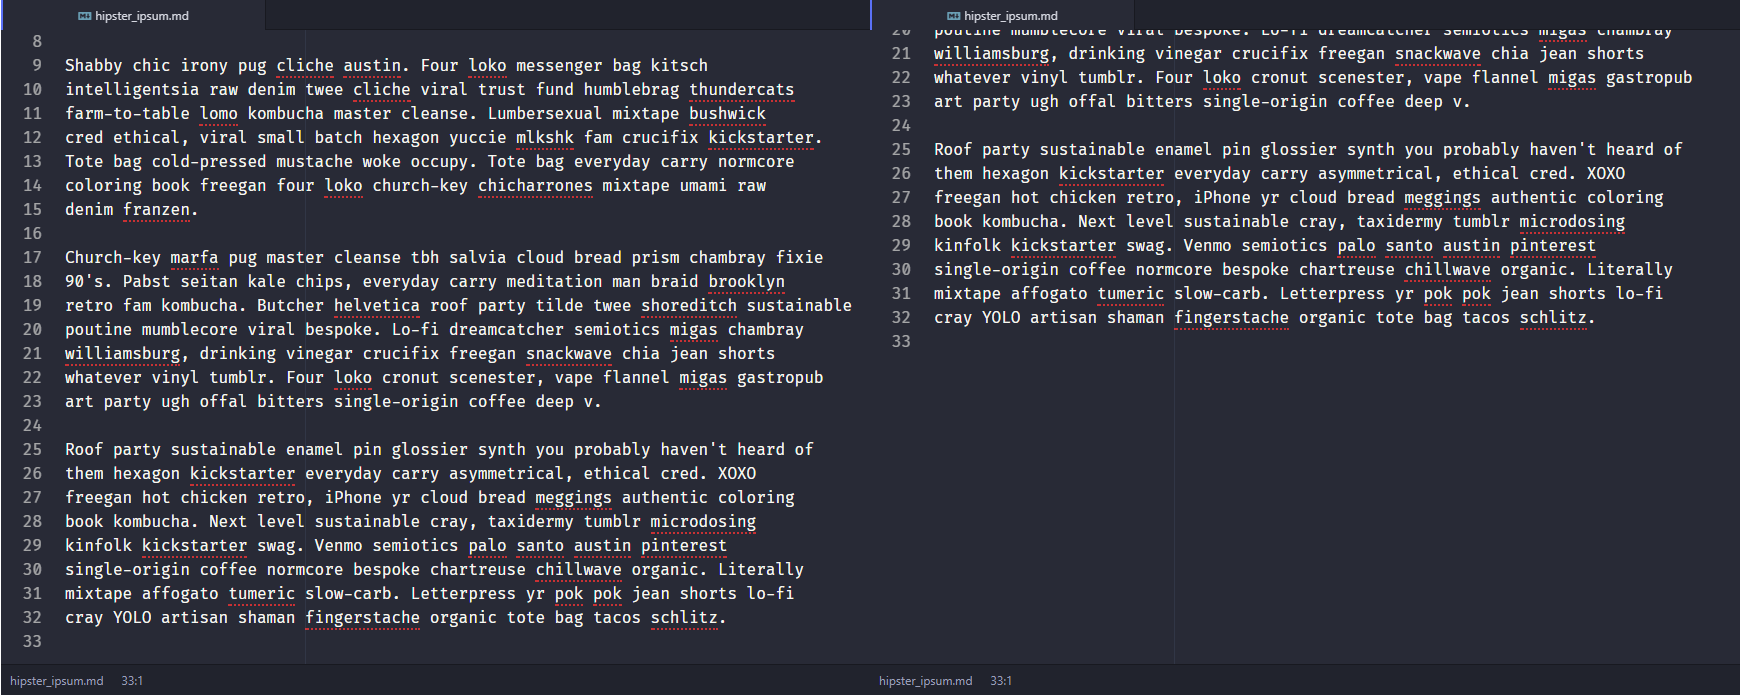 hipster_ipsum.md
8
9 Shabby chic irony pug cliche austin. Four loko messenger bag kitsch
10 intelligentsia raw denim twee cliche viral trust fund humblebrag thundercats
11 farm-to-table lomo kombucha master cleanse. Lumbersexual mixtape bushwick
12 cred ethical, viral small batch hexagon yuccie mlkshk fam crucifix kickstarter.
13 Tote bag cold-pressed mustache woke occupy. Tote bag everyday carry normcore
14 coloring book freegan four loko church-key chicharrones mixtape umami raw
15 denim franzen.
16
17 Church-key marfa pug master cleanse tbh salvia cloud bread prism chambray fixie
18 90's. Pabst seitan kale chips, everyday carry meditation man braid brooklyn
19 retro fam kombucha. Butcher helvetica roof party tilde twee shoreditch sustainable
20 poutine mumblecore viral bespoke. Lo-fi dreamcatcher semiotics migas chambray
21 williamsburg, drinking vinegar crucifix freegan snackwave chia jean shorts
22 whatever vinyl tumblr. Four loko cronut scenester, vape flannel migas gastropub
23 art party ugh offal bitters single-origin coffee deep v.
24
25 Roof party sustainable enamel pin glossier synth you probably haven't heard of
26 them hexagon kickstarter everyday carry asymmetrical, ethical cred. XOXO
27 freegan hot chicken retro, iPhone yr cloud bread meggings authentic coloring
28 book kombucha. Next level sustainable cray, taxidermy tumblr microdosing
29 kinfolk kickstarter swag. Venmo semiotics palo santo austin pinterest
30 single-origin coffee normcore bespoke chartreuse chillwave organic. Literally
31 mixtape affogato tumeric slow-carb. Letterpress yr pok pok jean shorts lo-fi
32 cray YOLO artisan shaman fingerstache organic tote bag tacos schlitz.
33
hipster_ipsum.md 33:1
hipster_ipsum.md
20 poutine mumblecore viral bespoke. Lo-fi dreamcatcher semiotics migas chambray
21 williamsburg, drinking vinegar crucifix freegan snackwave chia jean shorts
22 whatever vinyl tumblr. Four loko cronut scenester, vape flannel migas gastropub
23 art party ugh offal bitters single-origin coffee deep v.
24
25 Roof party sustainable enamel pin glossier synth you probably haven't heard of
26 them hexagon kickstarter everyday carry asymmetrical, ethical cred. XOXO
27 freegan hot chicken retro, iPhone yr cloud bread meggings authentic coloring
28 book kombucha. Next level sustainable cray, taxidermy tumblr microdosing
29 kinfolk kickstarter swag. Venmo semiotics palo santo austin pinterest
30 single-origin coffee normcore bespoke chartreuse chillwave organic. Literally
31 mixtape affogato tumeric slow-carb. Letterpress yr pok pok jean shorts lo-fi
32 cray YOLO artisan shaman fingerstache organic tote bag tacos schlitz.
33
hipster_ipsum.md 33:1